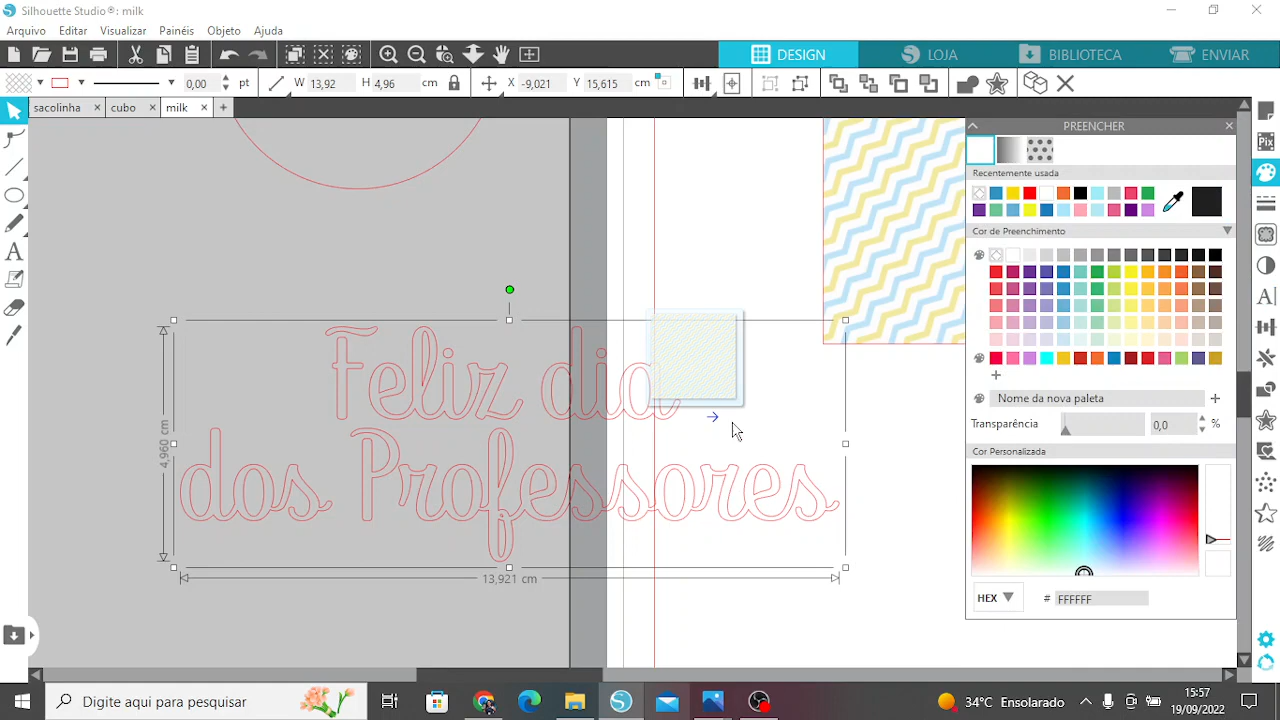 Silhouette Studio®: milk
Arquivo Editar Visualizar Painéis Objeto Ajuda
DESIGN LOJA BIBLIOTECA ENVIAR
0,00 pt W 13,92 H 4,96 cm X -9,021 Y 15,615 cm
sacolinha cubo milk
PREENCHER
Pix
Recentemente usada
Cor de Preenchimento
Feliz dia
dos Professores
4,960 cm
13,921 cm
Nome da nova paleta
Transparência 0,0 %
Cor Personalizada
HEX # FFFFFF
Digite aqui para pesquisar
34°C Ensolarado
15:57
19/09/2022